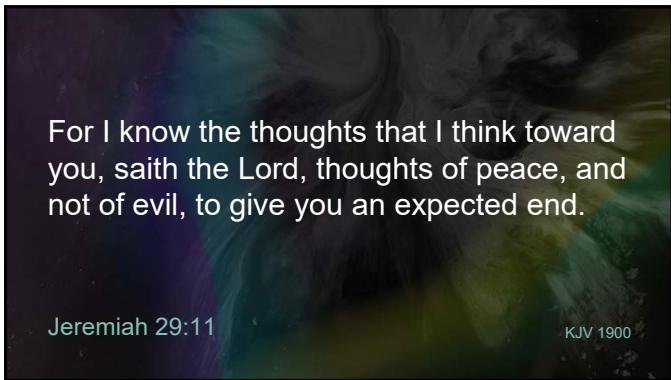 For I know the thoughts that I think toward
you, saith the Lord, thoughts of peace, and
not of evil, to give you an expected end.
Jeremiah 29:11
KJV 1900